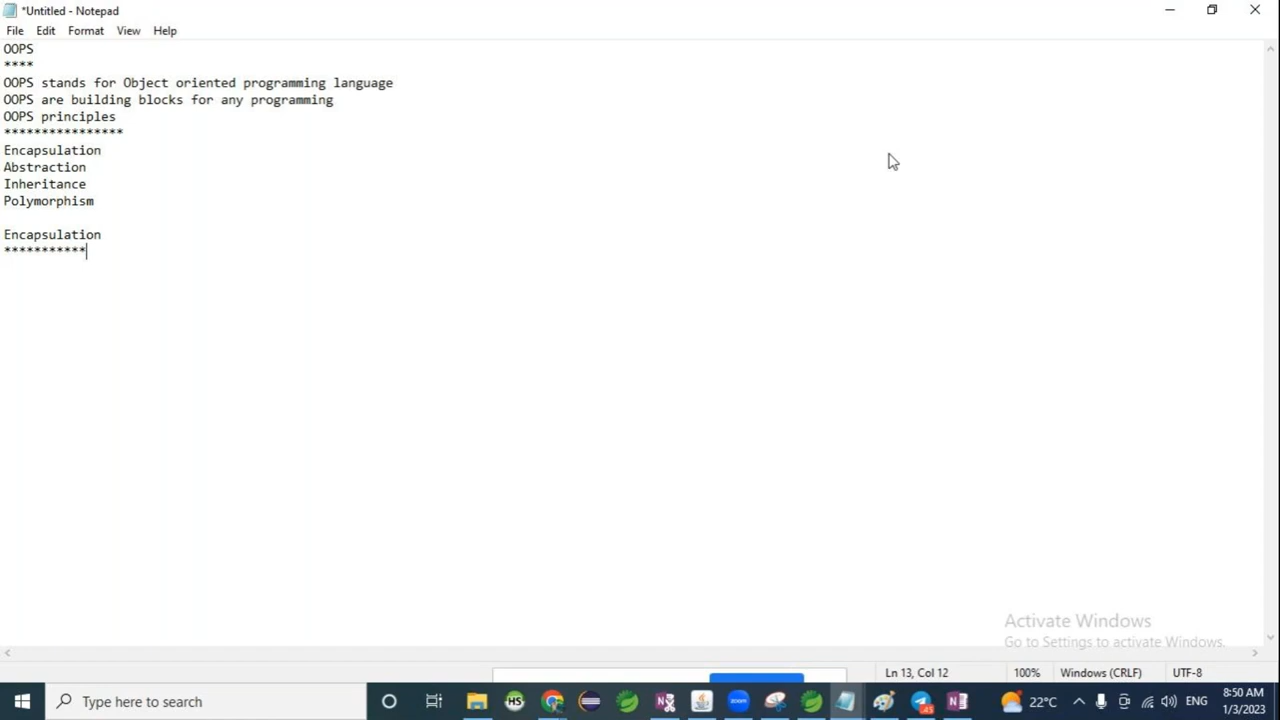 *Untitled - Notepad
File Edit Format View Help
OOPS
****
OOPS stands for Object oriented programming language
OOPS are building blocks for any programming
OOPS principles
****************
Encapsulation
Abstraction
Inheritance
Polymorphism
Encapsulation
***********
Activate Windows
Go to Settings to activate Windows.
Ln 13, Col 12 100% Windows (CRLF) UTF-8
Type here to search HS zoom 45 22°C ENG 8:50 AM
1/3/2023